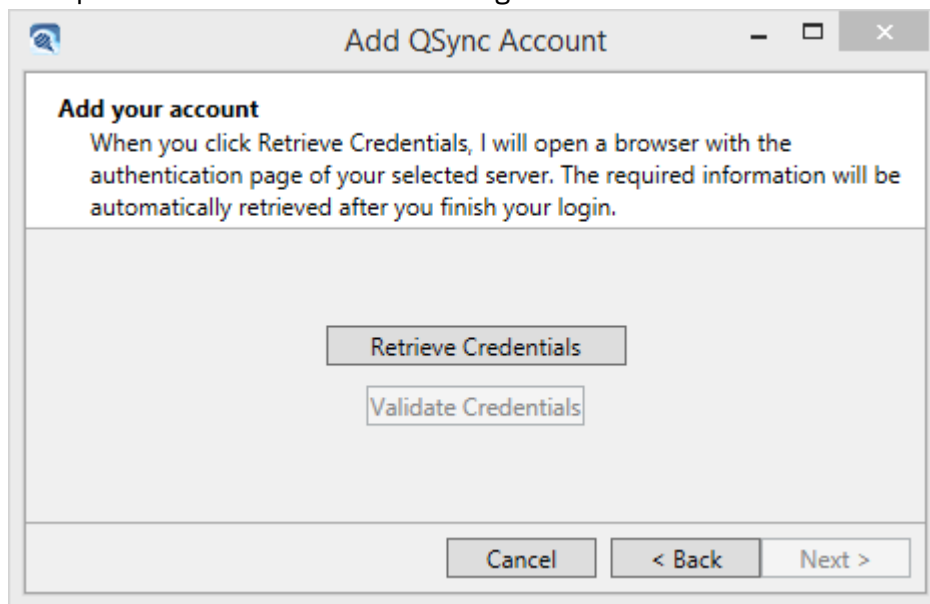 Add QSync Account
Add your account
When you click Retrieve Credentials, I will open a browser with the
authentication page of your selected server. The required information will be
automatically retrieved after you finish your login.
Retrieve Credentials
Validate Credentials
Cancel
< Back
Next >